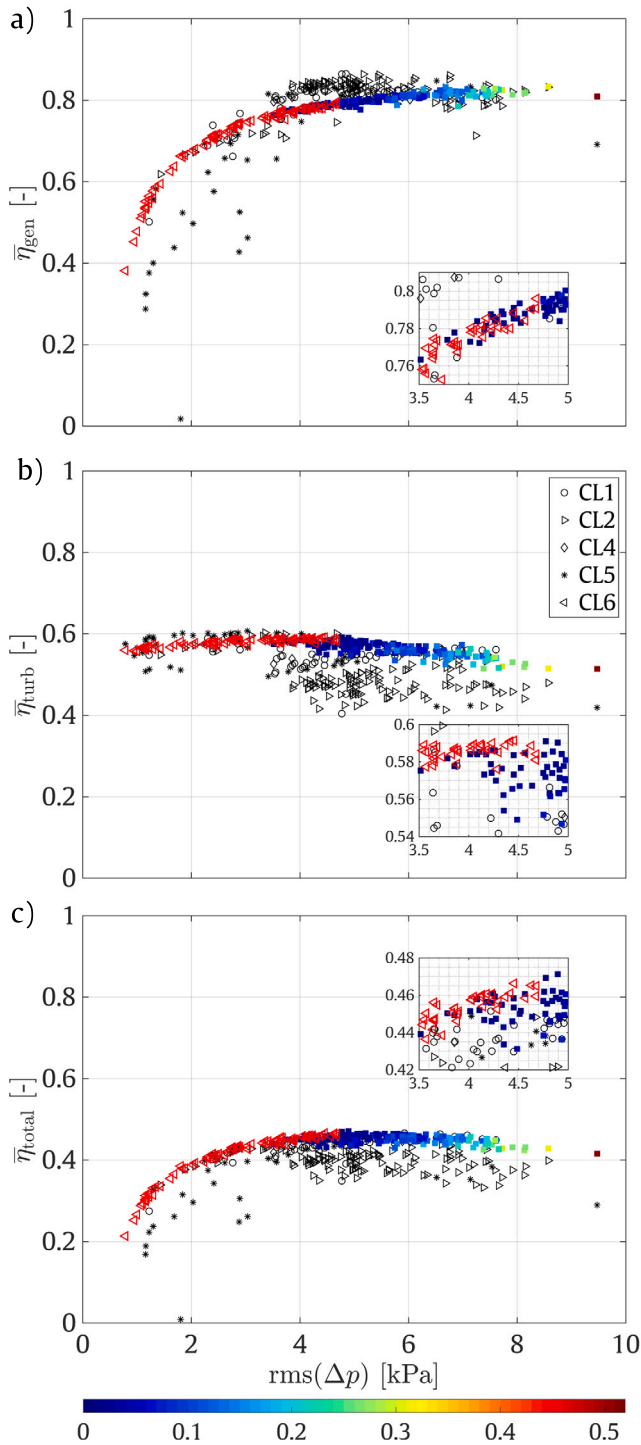 a)
1
0.8
0.6
0.4
0.2
0
η̅gen [-]
0.8
0.78
0.76
3.5 4 4.5 5
b)
1
0.8
0.6
0.4
0.2
0
η̅turb [-]
CL1
CL2
CL4
CL5
CL6
0.6
0.58
0.56
0.54
3.5 4 4.5 5
c)
1
0.8
0.6
0.4
0.2
0
η̅total [-]
0.48
0.46
0.44
0.42
3.5 4 4.5 5
0 2 4 6 8 10
rms(Δp) [kPa]
0 0.1 0.2 0.3 0.4 0.5